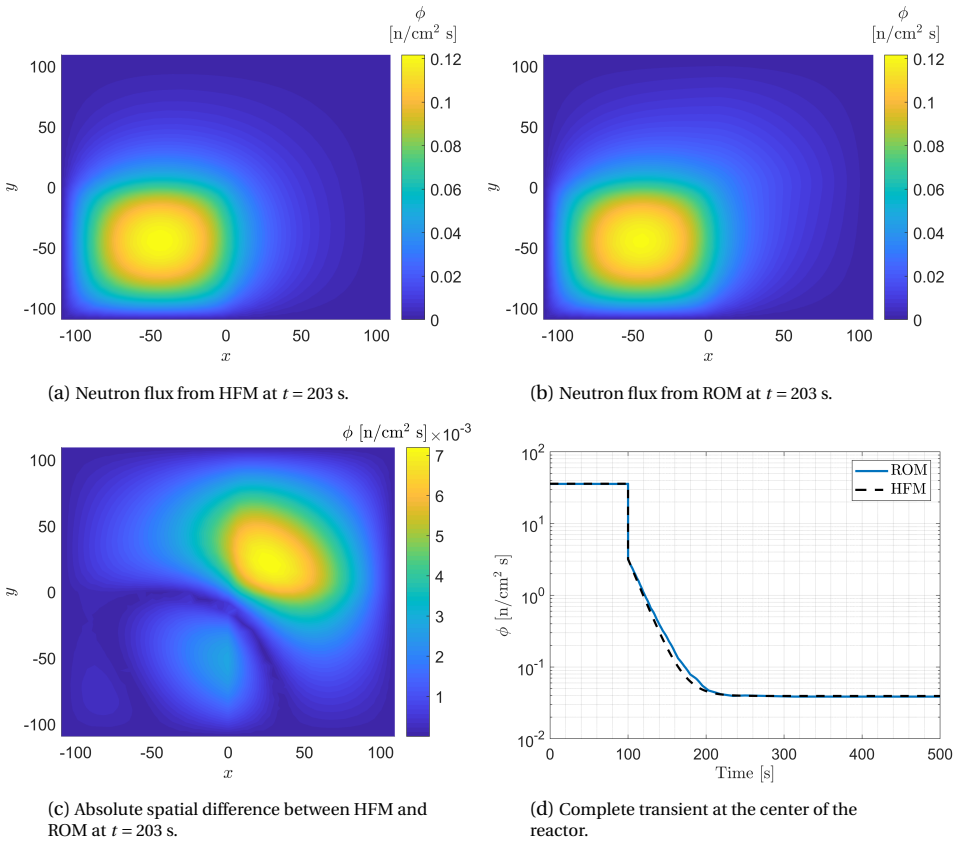 ϕ
[n/cm² s]
100
50
0
-50
-100
y
-100
-50
0
50
100
x
0.12
0.1
0.08
0.06
0.04
0.02
0
(a) Neutron flux from HFM at t = 203 s.
ϕ
[n/cm² s]
100
50
0
-50
-100
y
-100
-50
0
50
100
x
0.12
0.1
0.08
0.06
0.04
0.02
0
(b) Neutron flux from ROM at t = 203 s.
ϕ [n/cm² s] ×10⁻³
100
50
0
-50
-100
y
-100
-50
0
50
100
x
7
6
5
4
3
2
1
(c) Absolute spatial difference between HFM and
ROM at t = 203 s.
10²
10¹
10⁰
10⁻¹
10⁻²
ϕ [n/cm² s]
ROM
HFM
0
100
200
300
400
500
Time [s]
(d) Complete transient at the center of the
reactor.